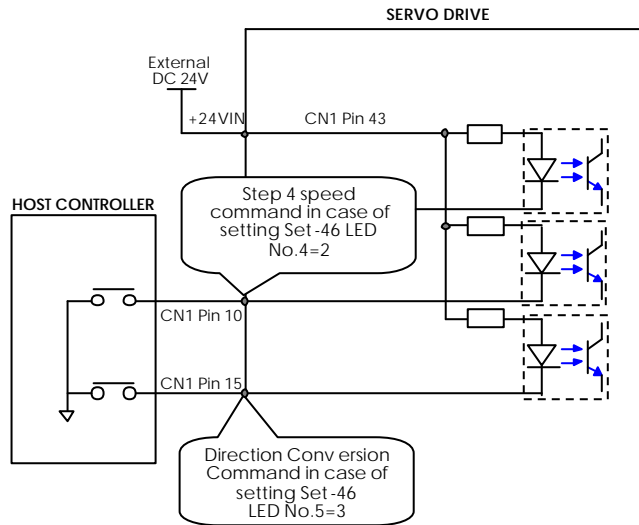 SERVO DRIVE
External
DC 24V
+24VIN
CN1 Pin 43
Step 4 speed
command in case of
setting Set-46 LED
No.4=2
HOST CONTROLLER
CN1 Pin 10
CN1 Pin 15
Direction Conversion
Command in case of
setting Set-46
LED No.5=3